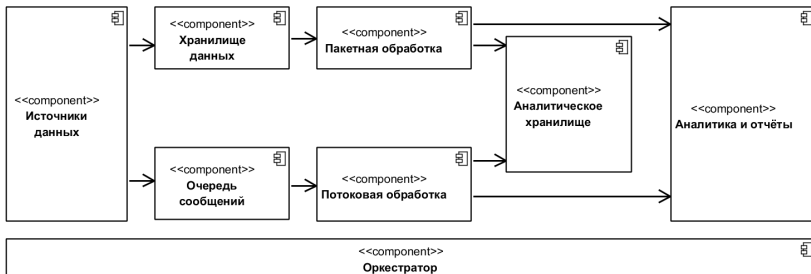 <<component>>
Источники
данных
<<component>>
Хранилище
данных
<<component>>
Пакетная обработка
<<component>>
Аналитическое
хранилище
<<component>>
Аналитика и отчёты
<<component>>
Очередь
сообщений
<<component>>
Потоковая обработка
<<component>>
Оркестратор